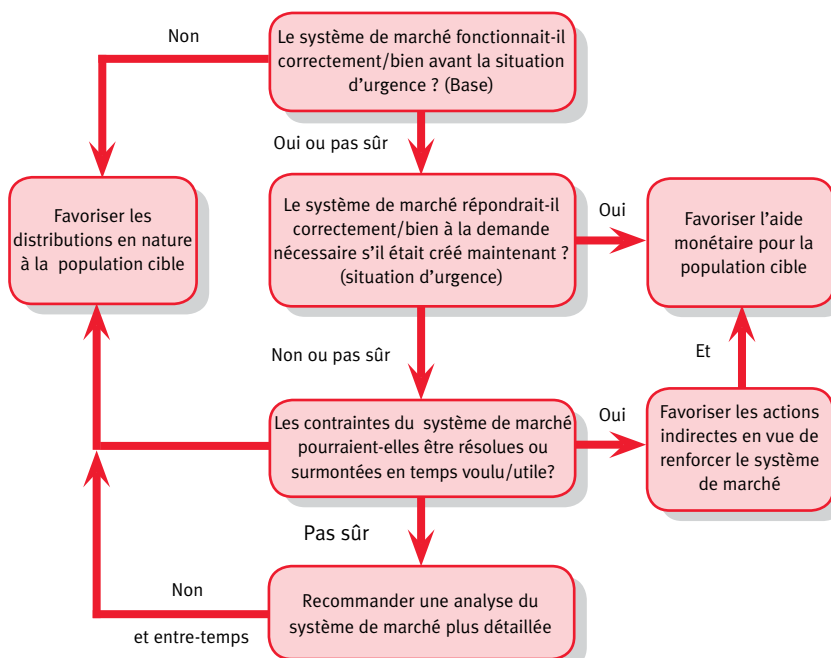 Non
Le système de marché fonctionnait-il
correctement/bien avant la situation
d'urgence ? (Base)
Oui ou pas sûr
Favoriser les
distributions en nature
à la population cible
Le système de marché répondrait-il
correctement/bien à la demande
nécessaire s'il était créé maintenant ?
(situation d'urgence)
Oui
Favoriser l'aide
monétaire pour la
population cible
Non ou pas sûr
Et
Les contraintes du système de marché
pourraient-elles être résolues ou
surmontées en temps voulu/utile?
Oui
Favoriser les actions
indirectes en vue de
renforcer le système
de marché
Pas sûr
Non
et entre-temps
Recommander une analyse du
système de marché plus détaillée